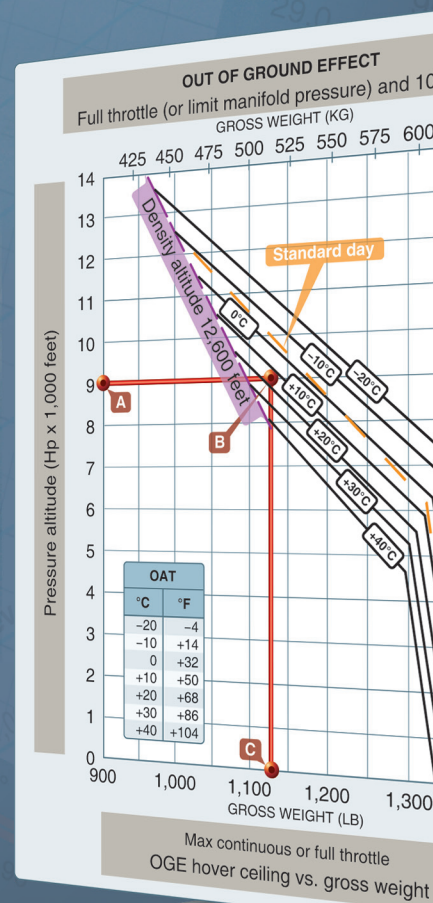 OUT OF GROUND EFFECT
Full throttle (or limit manifold pressure) and 10
GROSS WEIGHT (KG)
425 450 475 500 525 550 575 600
14
13
12
11
10
9
8
7
6
5
4
3
2
1
0
Pressure altitude (Hp x 1,000 feet)
Density altitude 12,600 feet
Standard day
0°C
-10°C
-20°C
+10°C
+20°C
+30°C
+40°C
A
B
C
OAT
°C °F
−20 −4
−10 +14
0 +32
+10 +50
+20 +68
+30 +86
+40 +104
900 1,000 1,100 1,200 1,300
GROSS WEIGHT (LB)
Max continuous or full throttle
OGE hover ceiling vs. gross weight